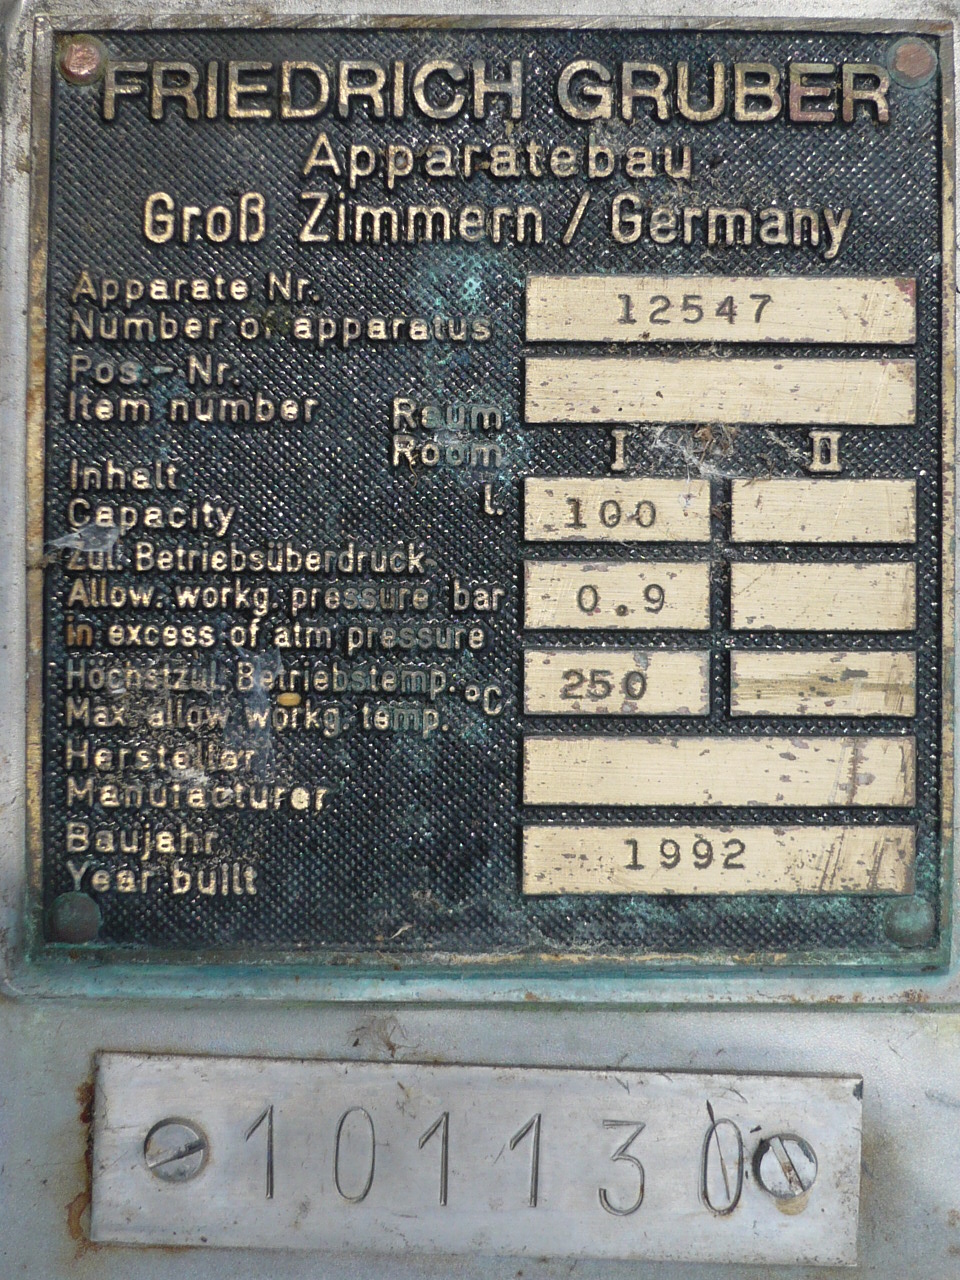 FRIEDRICH GRUBER
Apparatebau
Groß Zimmern / Germany
Apparate Nr.
Number of apparatus 12547
Pos.- Nr.
Item number
Raum
Room I II
Inhalt
Capacity l. 100
Zul. Betriebsüberdruck
Allow. workg. pressure bar 0.9
in excess of atm pressure
Höchstzul. Betriebstemp. °C 250
Max allow workg. temp.
Hersteller
Manufacturer
Baujahr 1992
Year built
101130